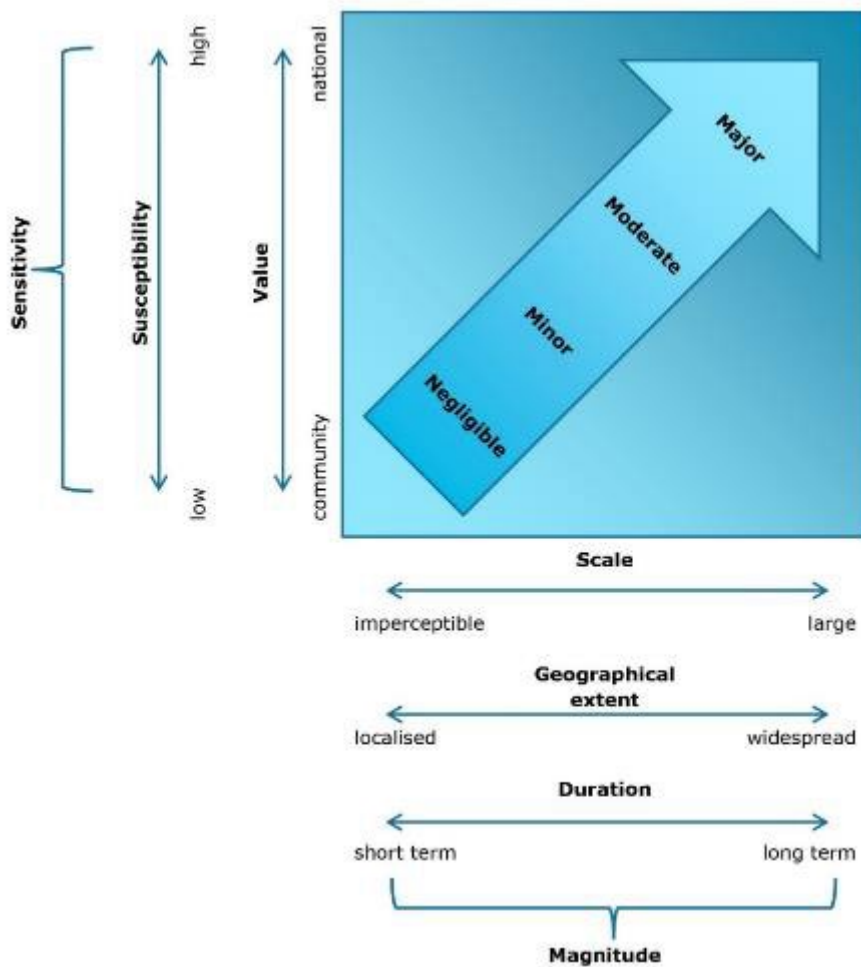 Sensitivity
Susceptibility
high
low
Value
national
community
Major
Moderate
Minor
Negligible
Scale
imperceptible
large
Geographical
extent
localised
widespread
Duration
short term
long term
Magnitude